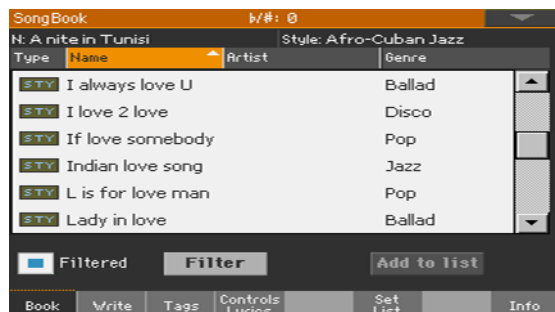 SongBook b/#: 0
N: A nite in Tunisi Style: Afro-Cuban Jazz
Type Name Artist Genre
STY I always love U Ballad
STY I love 2 love Disco
STY If love somebody Pop
STY Indian love song Jazz
STY L is for love man Pop
STY Lady in love Ballad
Filtered Filter Add to list
Book Write Tags Controls Lyrics Set List Info